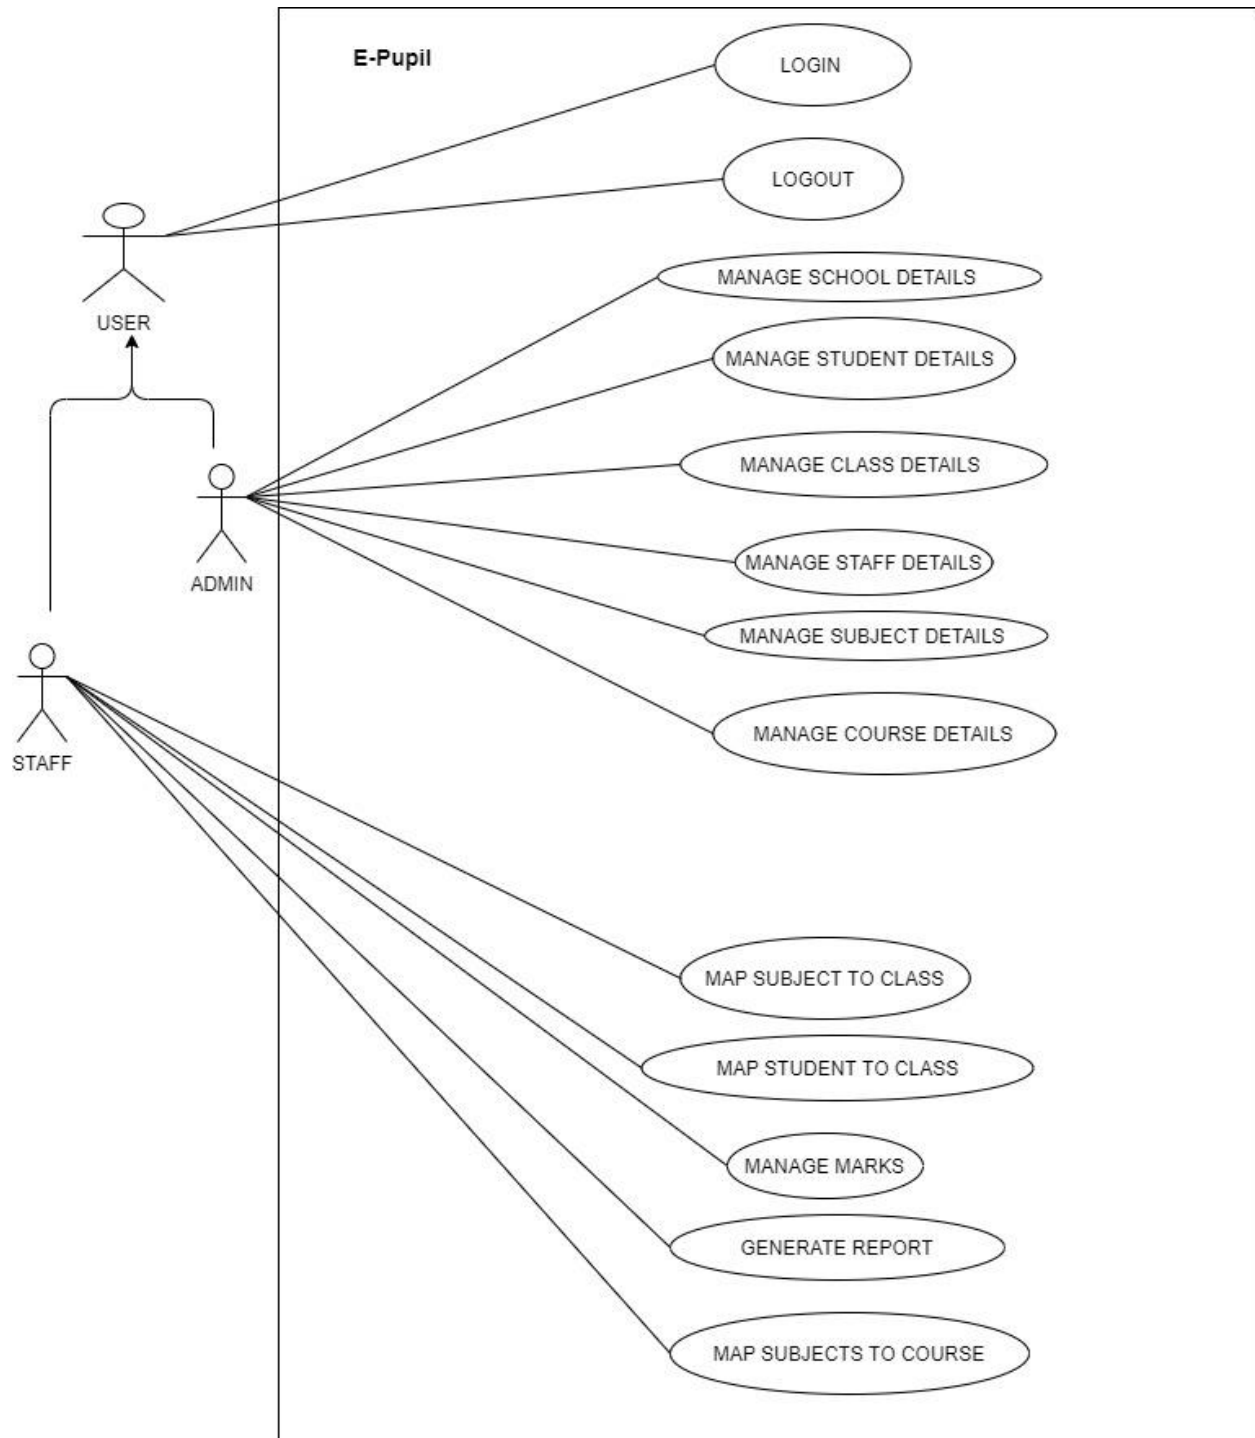 E-Pupil
LOGIN
LOGOUT
USER
MANAGE SCHOOL DETAILS
MANAGE STUDENT DETAILS
MANAGE CLASS DETAILS
MANAGE STAFF DETAILS
ADMIN
MANAGE SUBJECT DETAILS
MANAGE COURSE DETAILS
STAFF
MAP SUBJECT TO CLASS
MAP STUDENT TO CLASS
MANAGE MARKS
GENERATE REPORT
MAP SUBJECTS TO COURSE